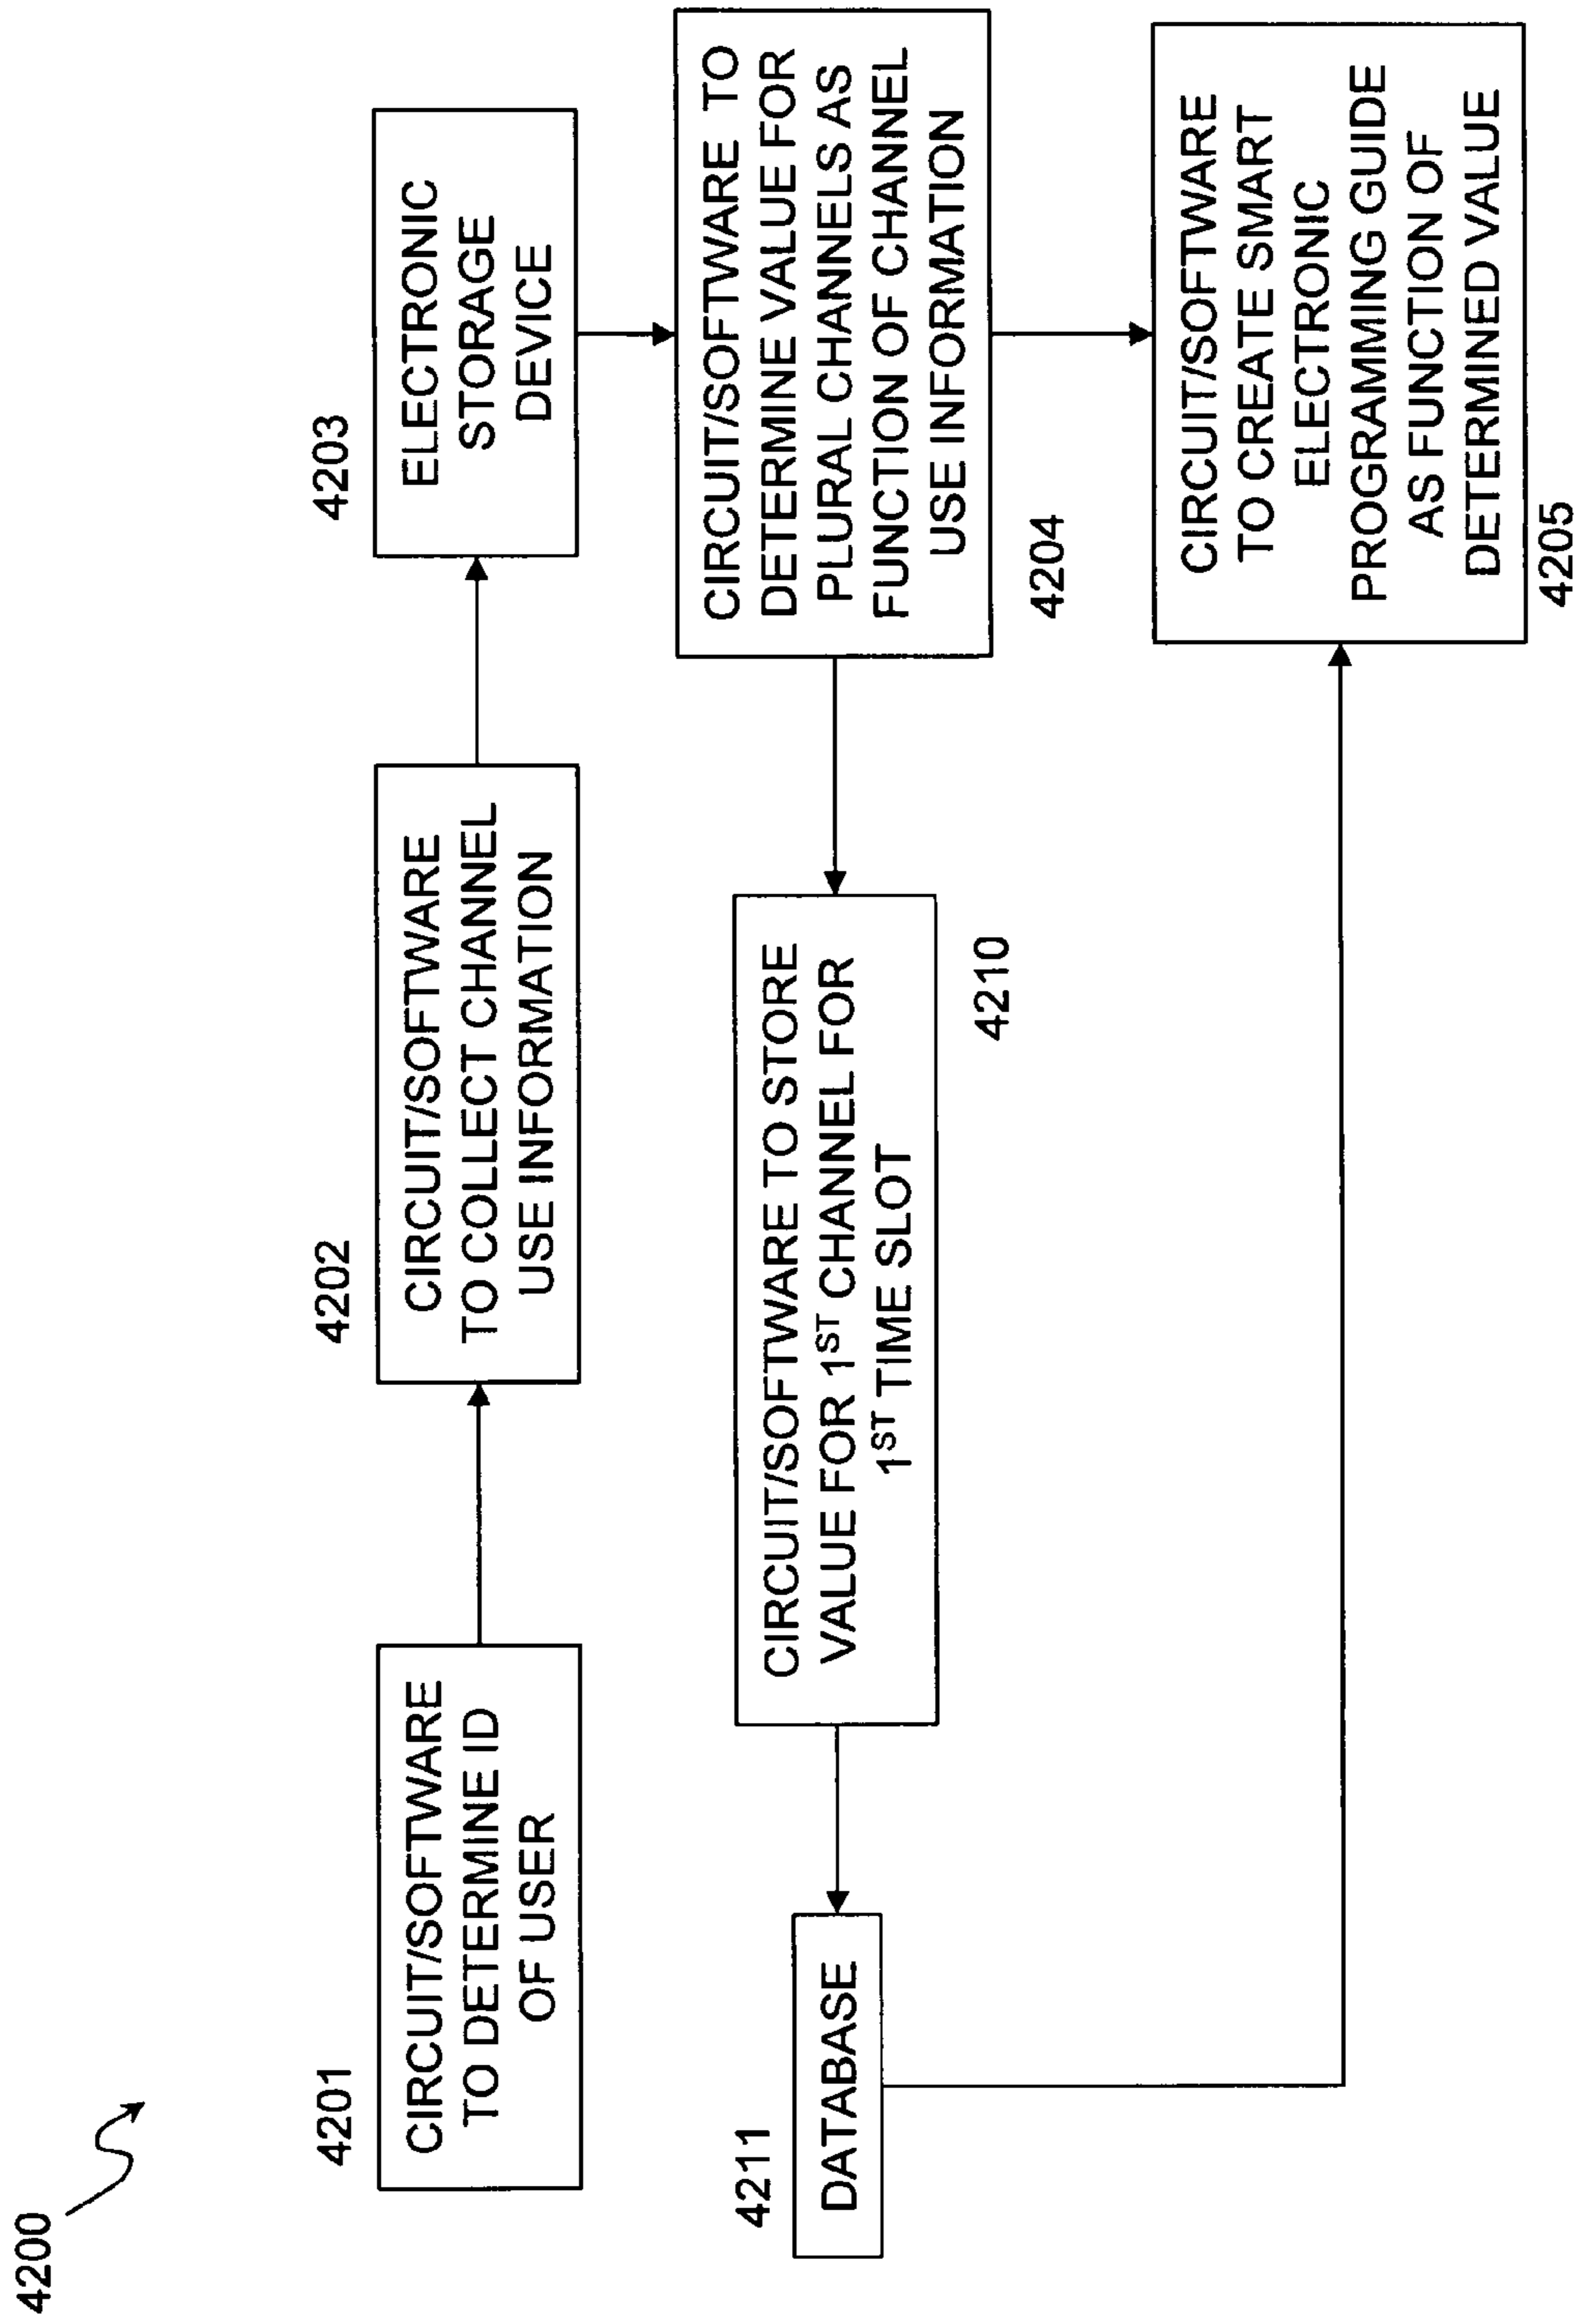 4200
4201
CIRCUIT/SOFTWARE
TO DETERMINE ID
OF USER
4202
CIRCUIT/SOFTWARE
TO COLLECT CHANNEL
USE INFORMATION
4203
ELECTRONIC
STORAGE
DEVICE
4211
DATABASE
CIRCUIT/SOFTWARE TO STORE
VALUE FOR 1ST CHANNEL FOR
1ST TIME SLOT
4210
CIRCUIT/SOFTWARE TO
DETERMINE VALUE FOR
PLURAL CHANNELS AS
FUNCTION OF CHANNEL
USE INFORMATION
4204
CIRCUIT/SOFTWARE
TO CREATE SMART
ELECTRONIC
PROGRAMMING GUIDE
AS FUNCTION OF
DETERMINED VALUE
4205